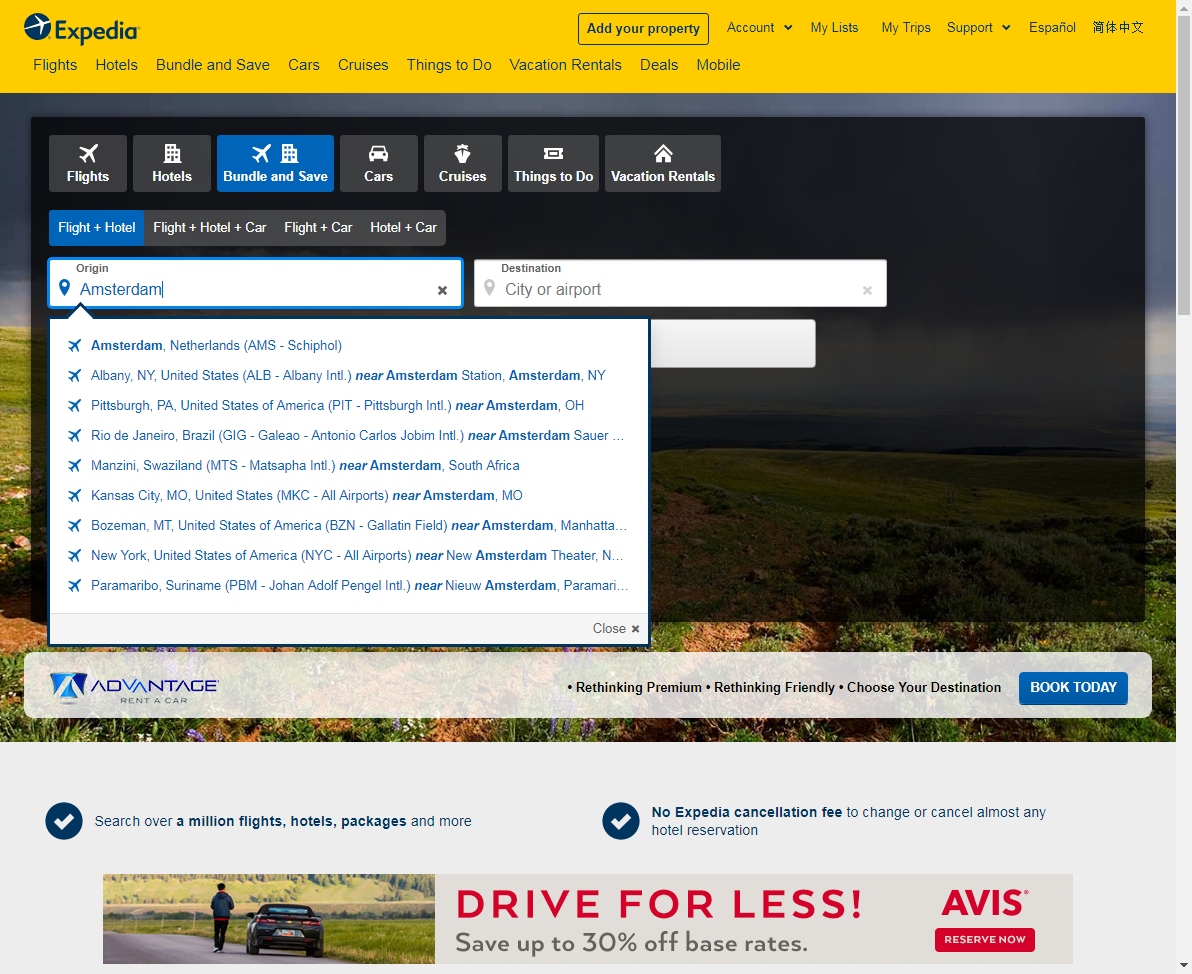 Expedia
Add your property
Account
My Lists
My Trips
Support
Español
简体中文
Flights
Hotels
Bundle and Save
Cars
Cruises
Things to Do
Vacation Rentals
Deals
Mobile
Flights
Hotels
Bundle and Save
Cars
Cruises
Things to Do
Vacation Rentals
Flight + Hotel
Flight + Hotel + Car
Flight + Car
Hotel + Car
Origin
Amsterdam
Destination
City or airport
Amsterdam, Netherlands (AMS - Schiphol)
Albany, NY, United States (ALB - Albany Intl.) near Amsterdam Station, Amsterdam, NY
Pittsburgh, PA, United States of America (PIT - Pittsburgh Intl.) near Amsterdam, OH
Rio de Janeiro, Brazil (GIG - Galeao - Antonio Carlos Jobim Intl.) near Amsterdam Sauer ...
Manzini, Swaziland (MTS - Matsapha Intl.) near Amsterdam, South Africa
Kansas City, MO, United States (MKC - All Airports) near Amsterdam, MO
Bozeman, MT, United States of America (BZN - Gallatin Field) near Amsterdam, Manhatta...
New York, United States of America (NYC - All Airports) near New Amsterdam Theater, N...
Paramaribo, Suriname (PBM - Johan Adolf Pengel Intl.) near Nieuw Amsterdam, Paramari...
Close
ADVANTAGE
RENT A CAR
• Rethinking Premium • Rethinking Friendly • Choose Your Destination
BOOK TODAY
Search over a million flights, hotels, packages and more
No Expedia cancellation fee to change or cancel almost any
hotel reservation
DRIVE FOR LESS!
Save up to 30% off base rates.
AVIS®
RESERVE NOW